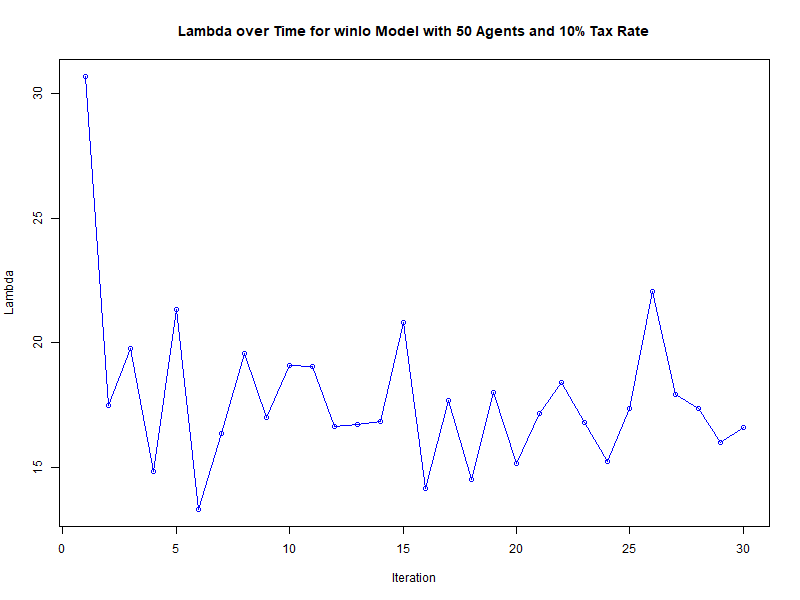 Lambda over Time for winlo Model with 50 Agents and 10% Tax Rate
30
25
20
15
Lambda
0 5 10 15 20 25 30
Iteration